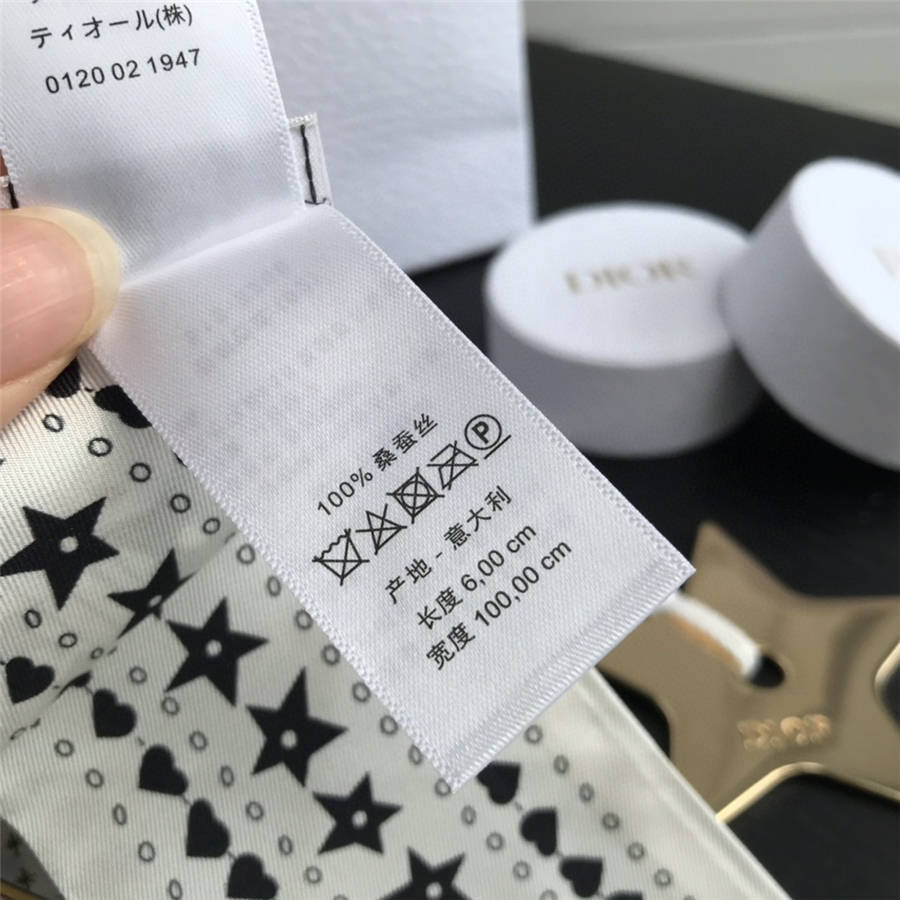 ティオール(株)
0120 02 1947
100% 桑蚕丝
P
产地 - 意大利
长度 6,00 cm
宽度 100,00 cm
DIOR